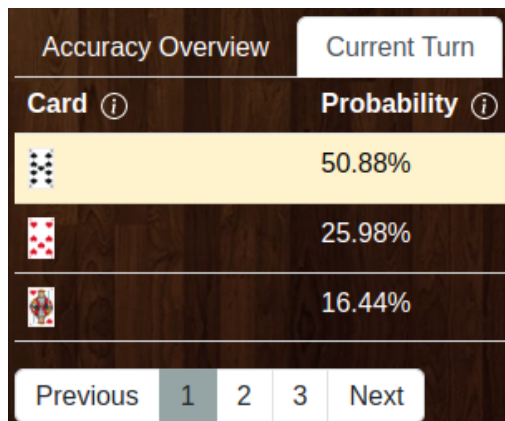 Accuracy Overview Current Turn
Card i Probability i
50.88%
25.98%
16.44%
Previous 1 2 3 Next